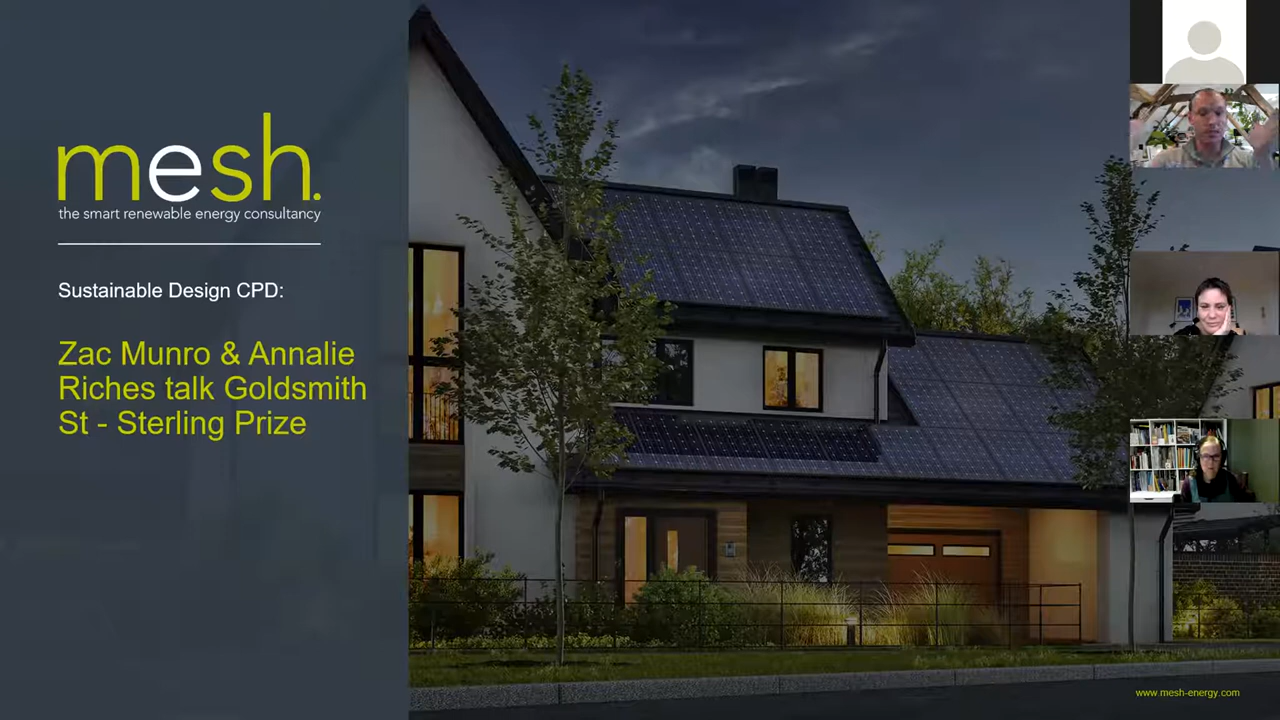 mesh.
the smart renewable energy consultancy
Sustainable Design CPD:
Zac Munro & Annalie
Riches talk Goldsmith
St - Sterling Prize
www.mesh-energy.com